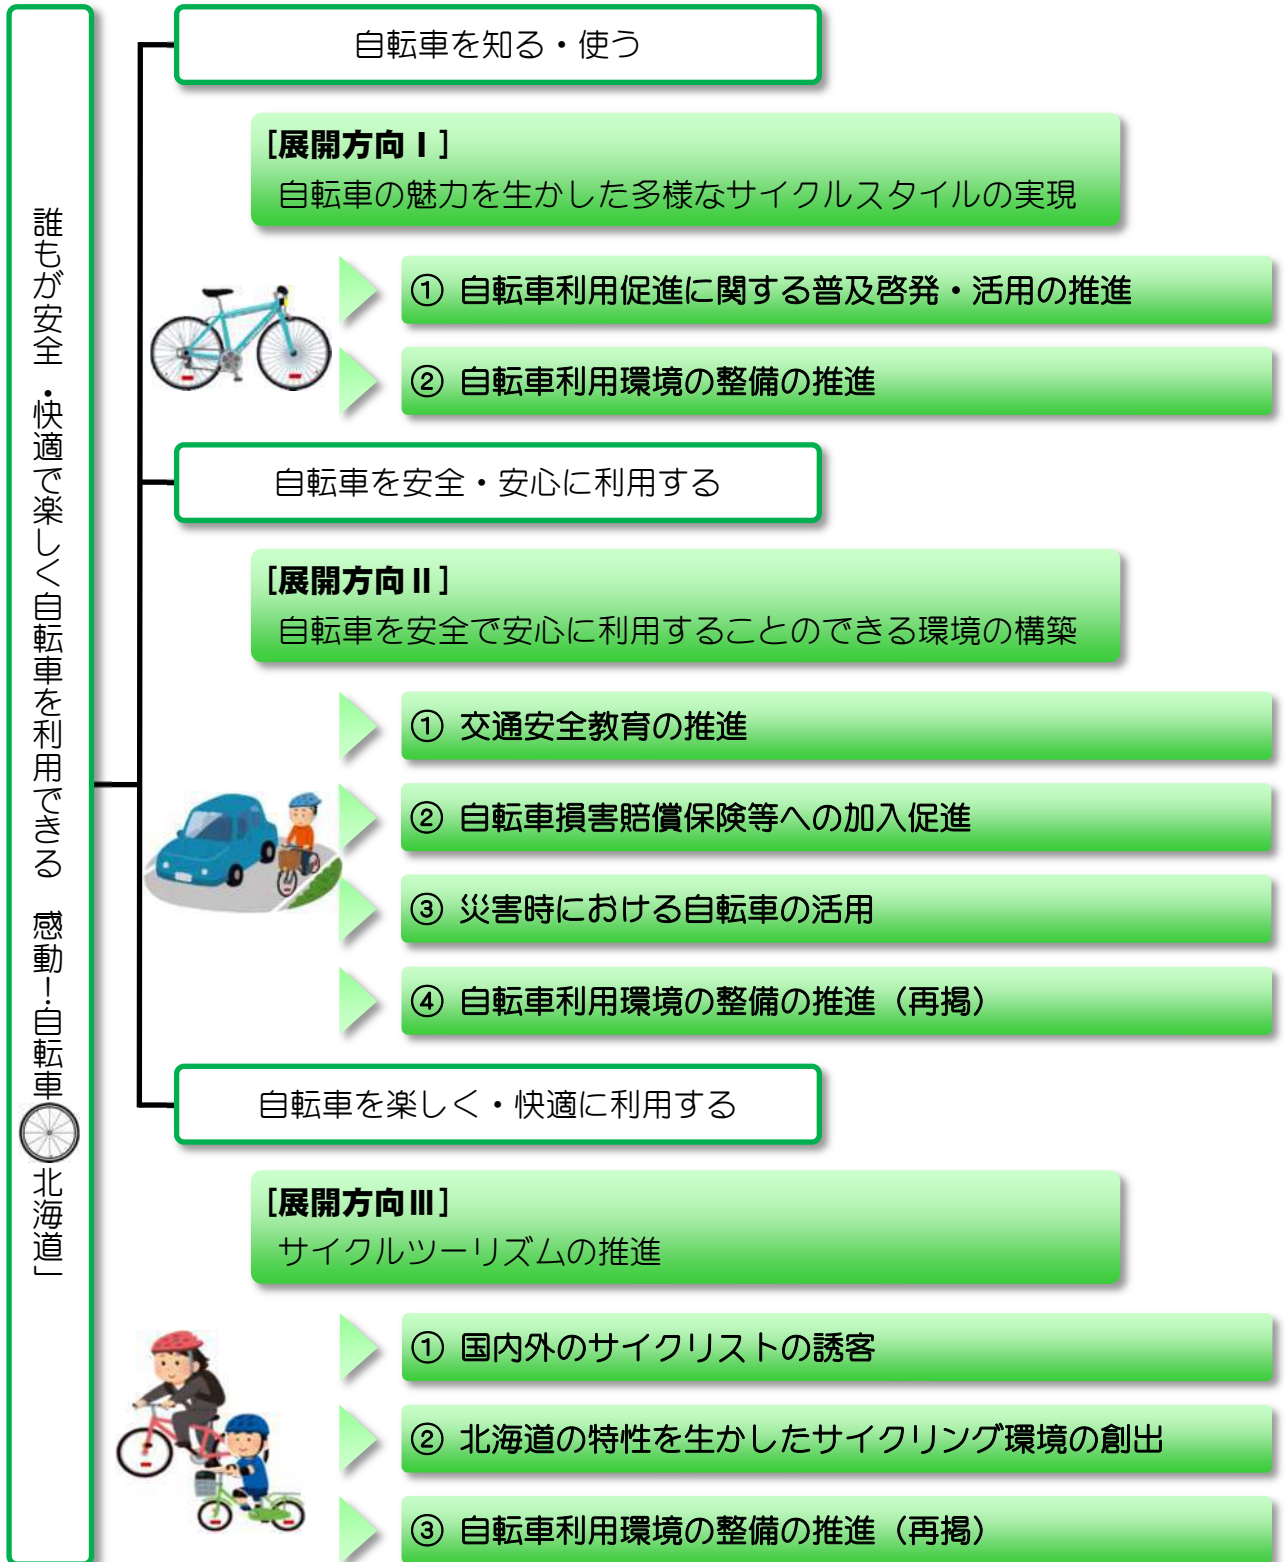 誰もが安全・快適で楽しく自転車を利用できる 感動!自転車北海道」
自転車を知る・使う
[展開方向Ⅰ]
自転車の魅力を生かした多様なサイクルスタイルの実現
① 自転車利用促進に関する普及啓発・活用の推進
② 自転車利用環境の整備の推進
自転車を安全・安心に利用する
[展開方向Ⅱ]
自転車を安全で安心に利用することのできる環境の構築
① 交通安全教育の推進
② 自転車損害賠償保険等への加入促進
③ 災害時における自転車の活用
④ 自転車利用環境の整備の推進（再掲）
自転車を楽しく・快適に利用する
[展開方向Ⅲ]
サイクルツーリズムの推進
① 国内外のサイクリストの誘客
② 北海道の特性を生かしたサイクリング環境の創出
③ 自転車利用環境の整備の推進（再掲）